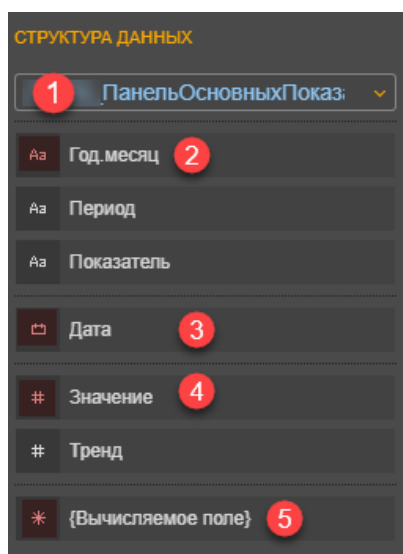 СТРУКТУРА ДАННЫХ
1 _ПанельОсновныхПоказ
Aa Год.месяц 2
Aa Период
Aa Показатель
Дата 3
# Значение 4
# Тренд
* {Вычисляемое поле} 5